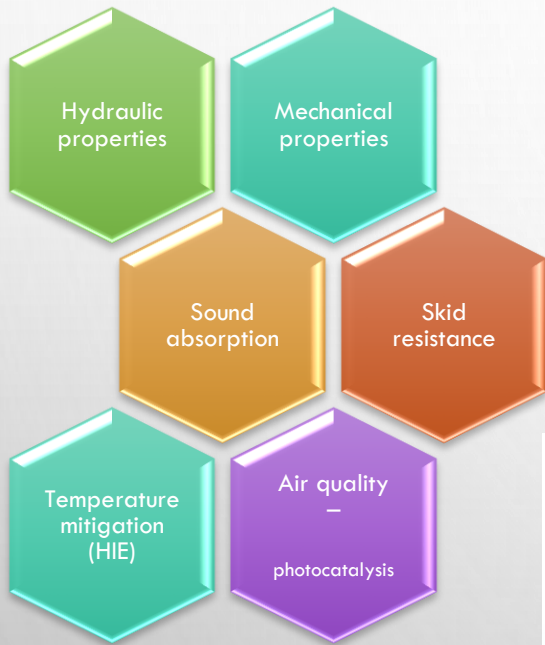 Hydraulic
properties
Mechanical
properties
Sound
absorption
Skid
resistance
Temperature
mitigation
(HIE)
Air quality
–
photocatalysis